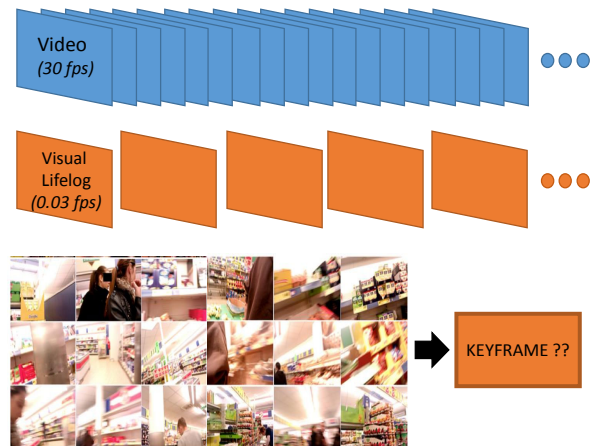 Video
(30 fps)
Visual
Lifelog
(0.03 fps)
KEYFRAME ??